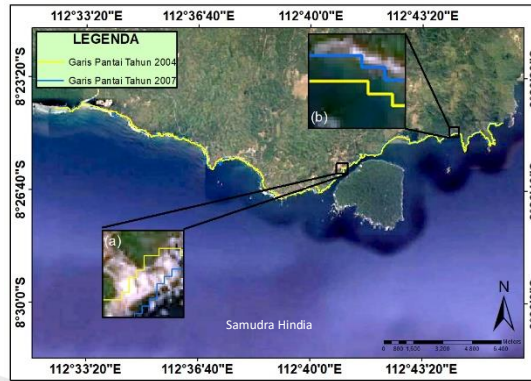 112°33'20"E 112°36'40"E 112°40'0"E 112°43'20"E
LEGENDA
Garis Pantai Tahun 2004
Garis Pantai Tahun 2007
8°23'20"S
8°26'40"S
8°30'0"S
(b)
(a)
N
Samudra Hindia
Meters
112°33'20"E 112°36'40"E 112°40'0"E 112°43'20"E